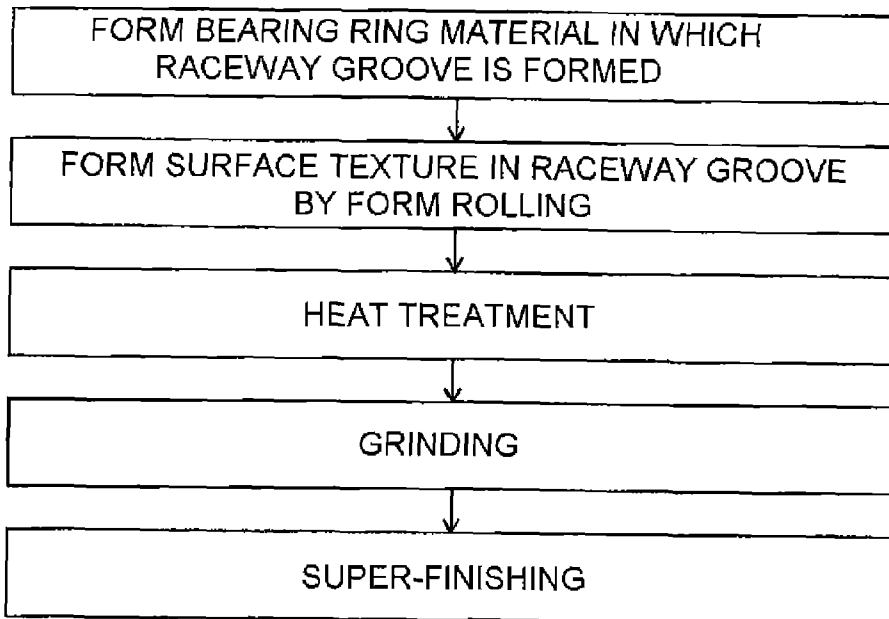 FORM BEARING RING MATERIAL IN WHICH
RACEWAY GROOVE IS FORMED
FORM SURFACE TEXTURE IN RACEWAY GROOVE
BY FORM ROLLING
HEAT TREATMENT
GRINDING
SUPER-FINISHING